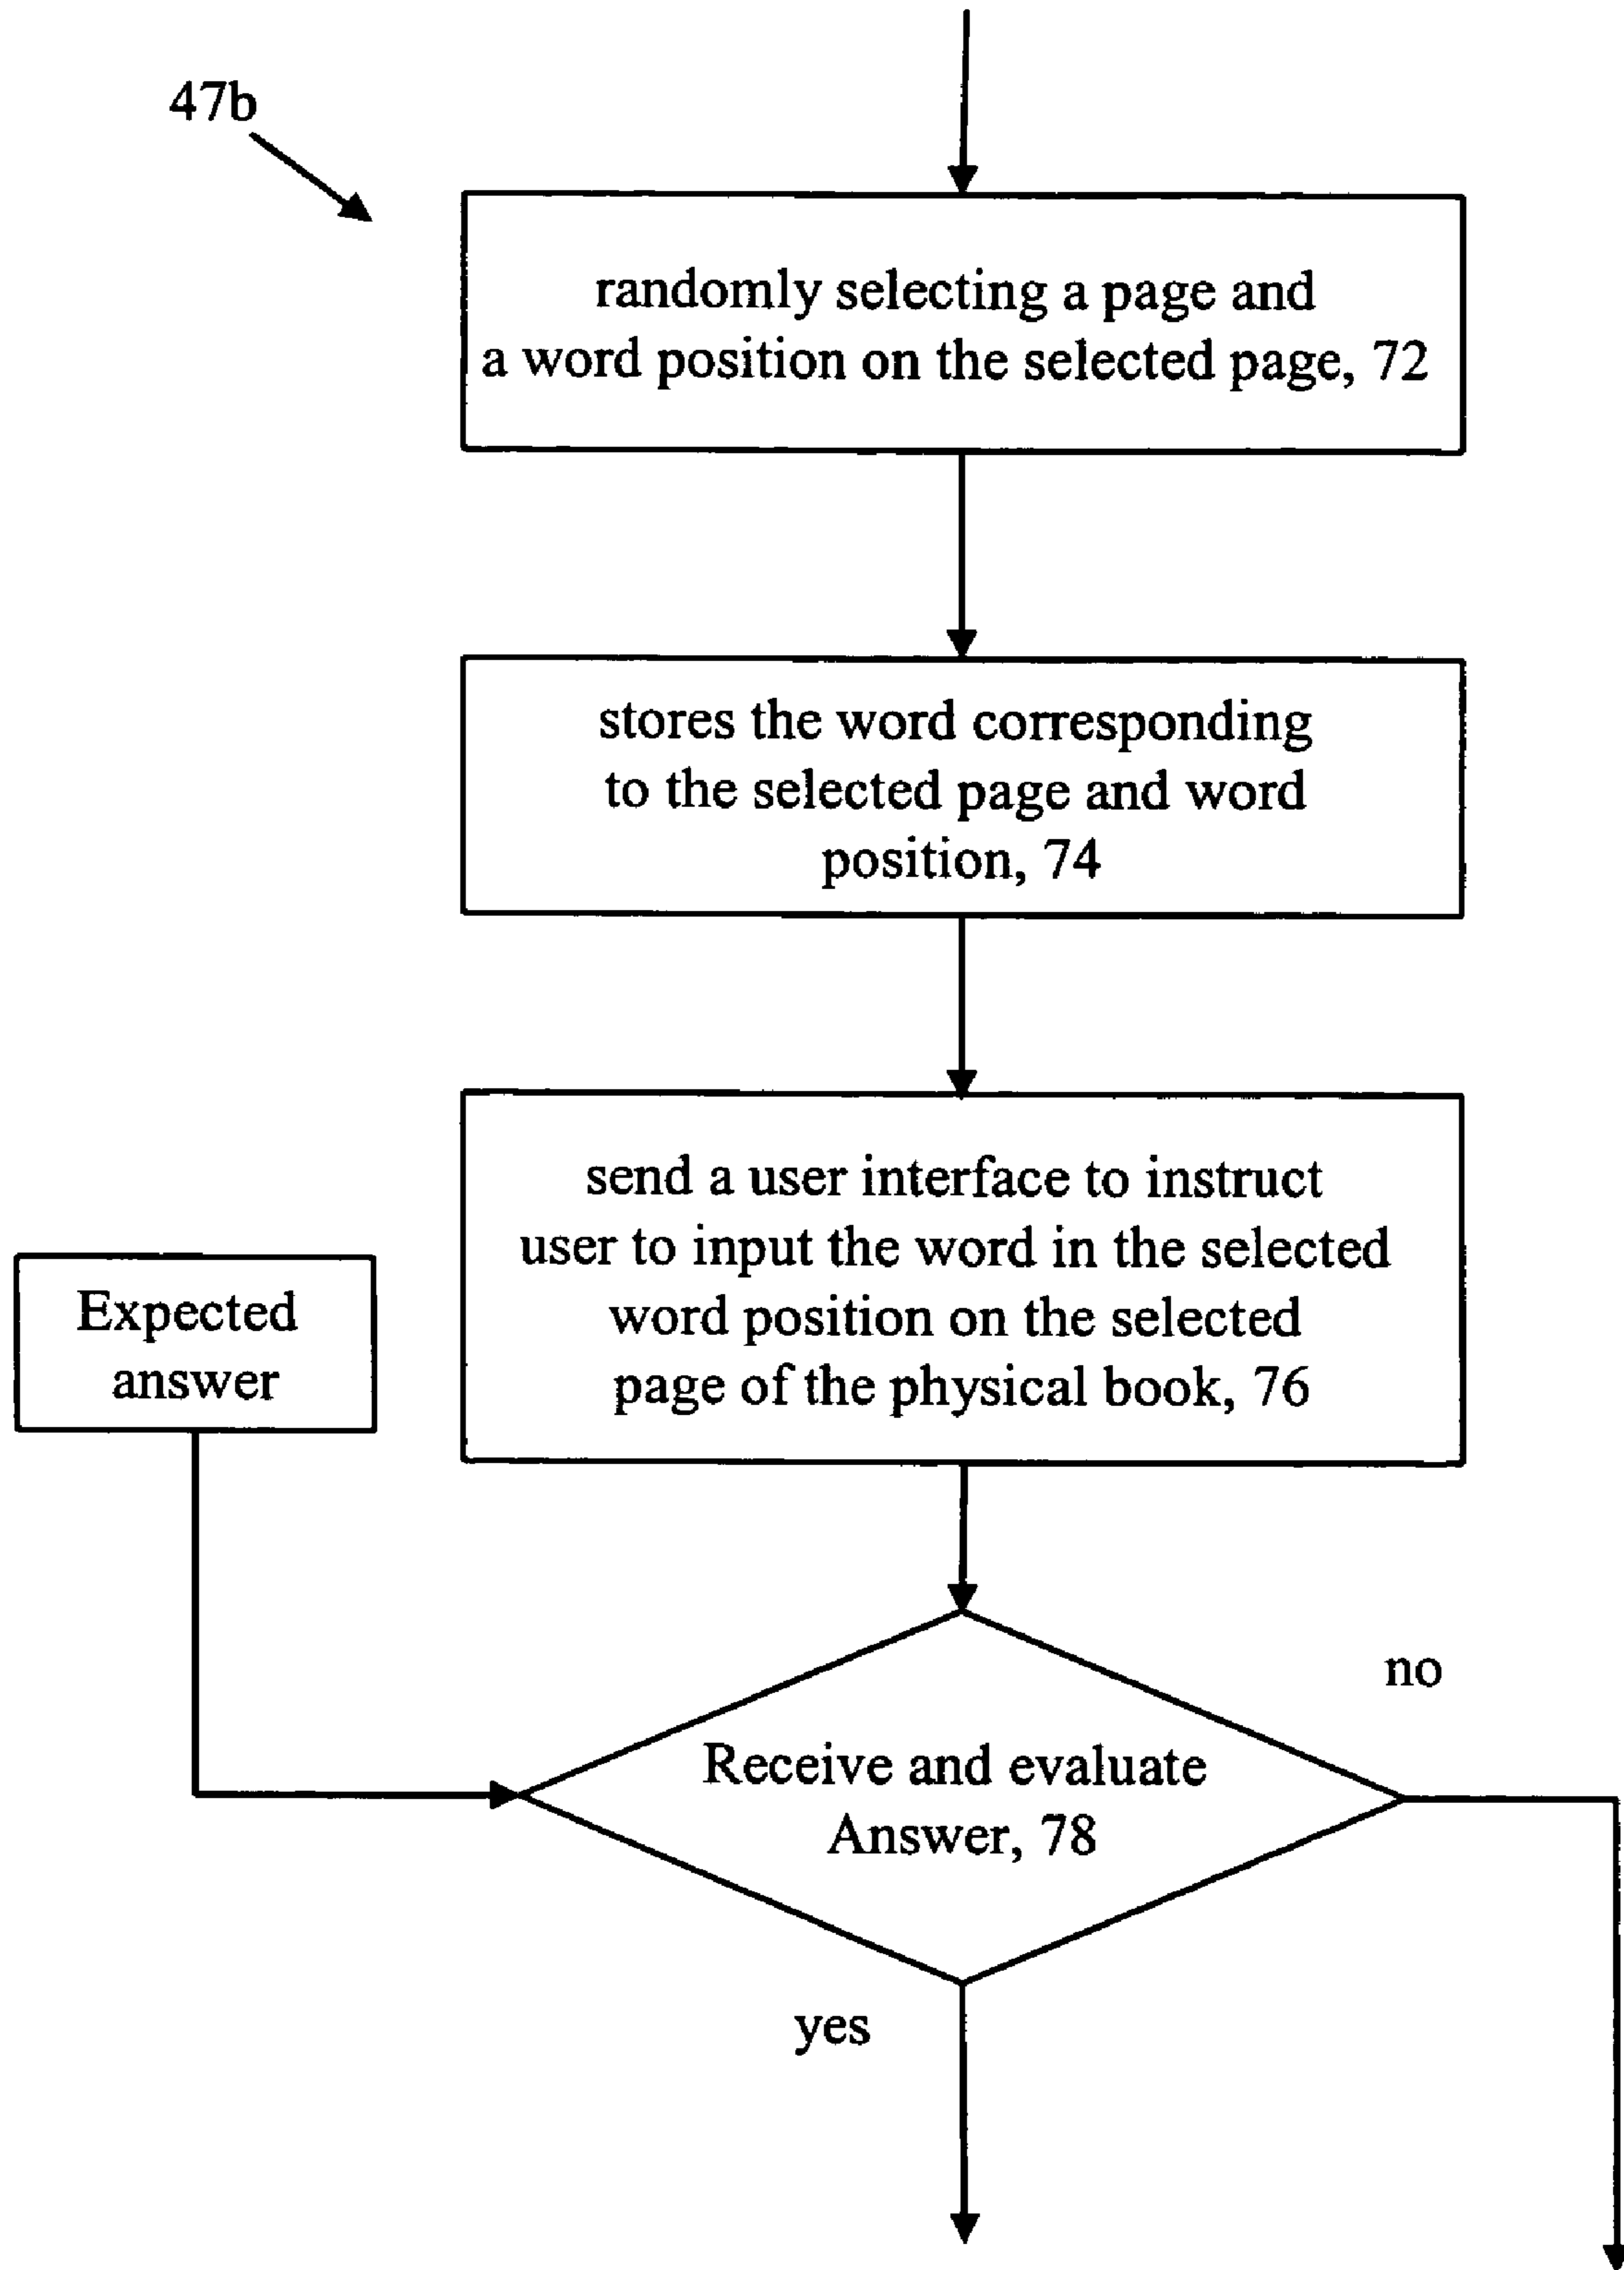 47b
randomly selecting a page and
a word position on the selected page, 72
stores the word corresponding
to the selected page and word
position, 74
send a user interface to instruct
user to input the word in the selected
word position on the selected
page of the physical book, 76
Expected
answer
no
Receive and evaluate
Answer, 78
yes